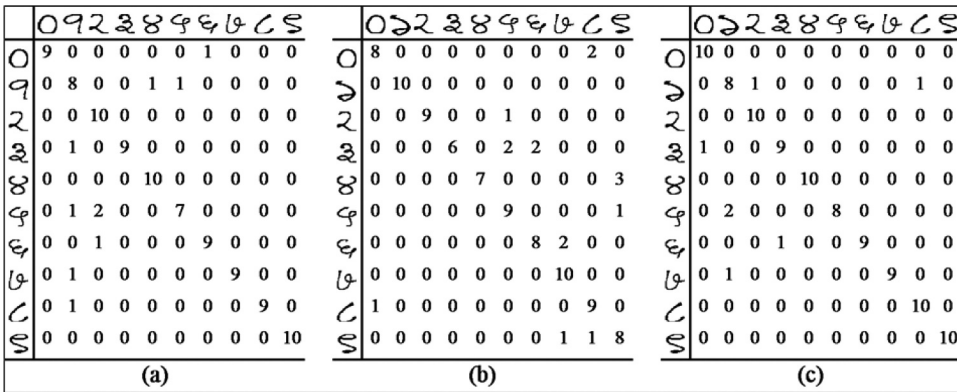 9 0 0 0 0 0 1 0 0 0
0 8 0 0 1 1 0 0 0 0
0 0 10 0 0 0 0 0 0 0
0 1 0 9 0 0 0 0 0 0
0 0 0 0 10 0 0 0 0 0
0 1 2 0 0 7 0 0 0 0
0 0 1 0 0 0 9 0 0 0
0 1 0 0 0 0 0 9 0 0
0 1 0 0 0 0 0 0 9 0
0 0 0 0 0 0 0 0 0 10
(a)
8 0 0 0 0 0 0 0 2 0
0 10 0 0 0 0 0 0 0 0
0 0 9 0 0 1 0 0 0 0
0 0 0 6 0 2 2 0 0 0
0 0 0 0 7 0 0 0 0 3
0 0 0 0 0 9 0 0 0 1
0 0 0 0 0 0 8 2 0 0
0 0 0 0 0 0 0 10 0 0
1 0 0 0 0 0 0 0 9 0
0 0 0 0 0 0 0 1 1 8
(b)
10 0 0 0 0 0 0 0 0 0
0 8 1 0 0 0 0 0 1 0
0 0 10 0 0 0 0 0 0 0
1 0 0 9 0 0 0 0 0 0
0 0 0 0 10 0 0 0 0 0
0 2 0 0 0 8 0 0 0 0
0 0 0 1 0 0 9 0 0 0
0 1 0 0 0 0 0 9 0 0
0 0 0 0 0 0 0 0 10 0
0 0 0 0 0 0 0 0 0 10
(c)